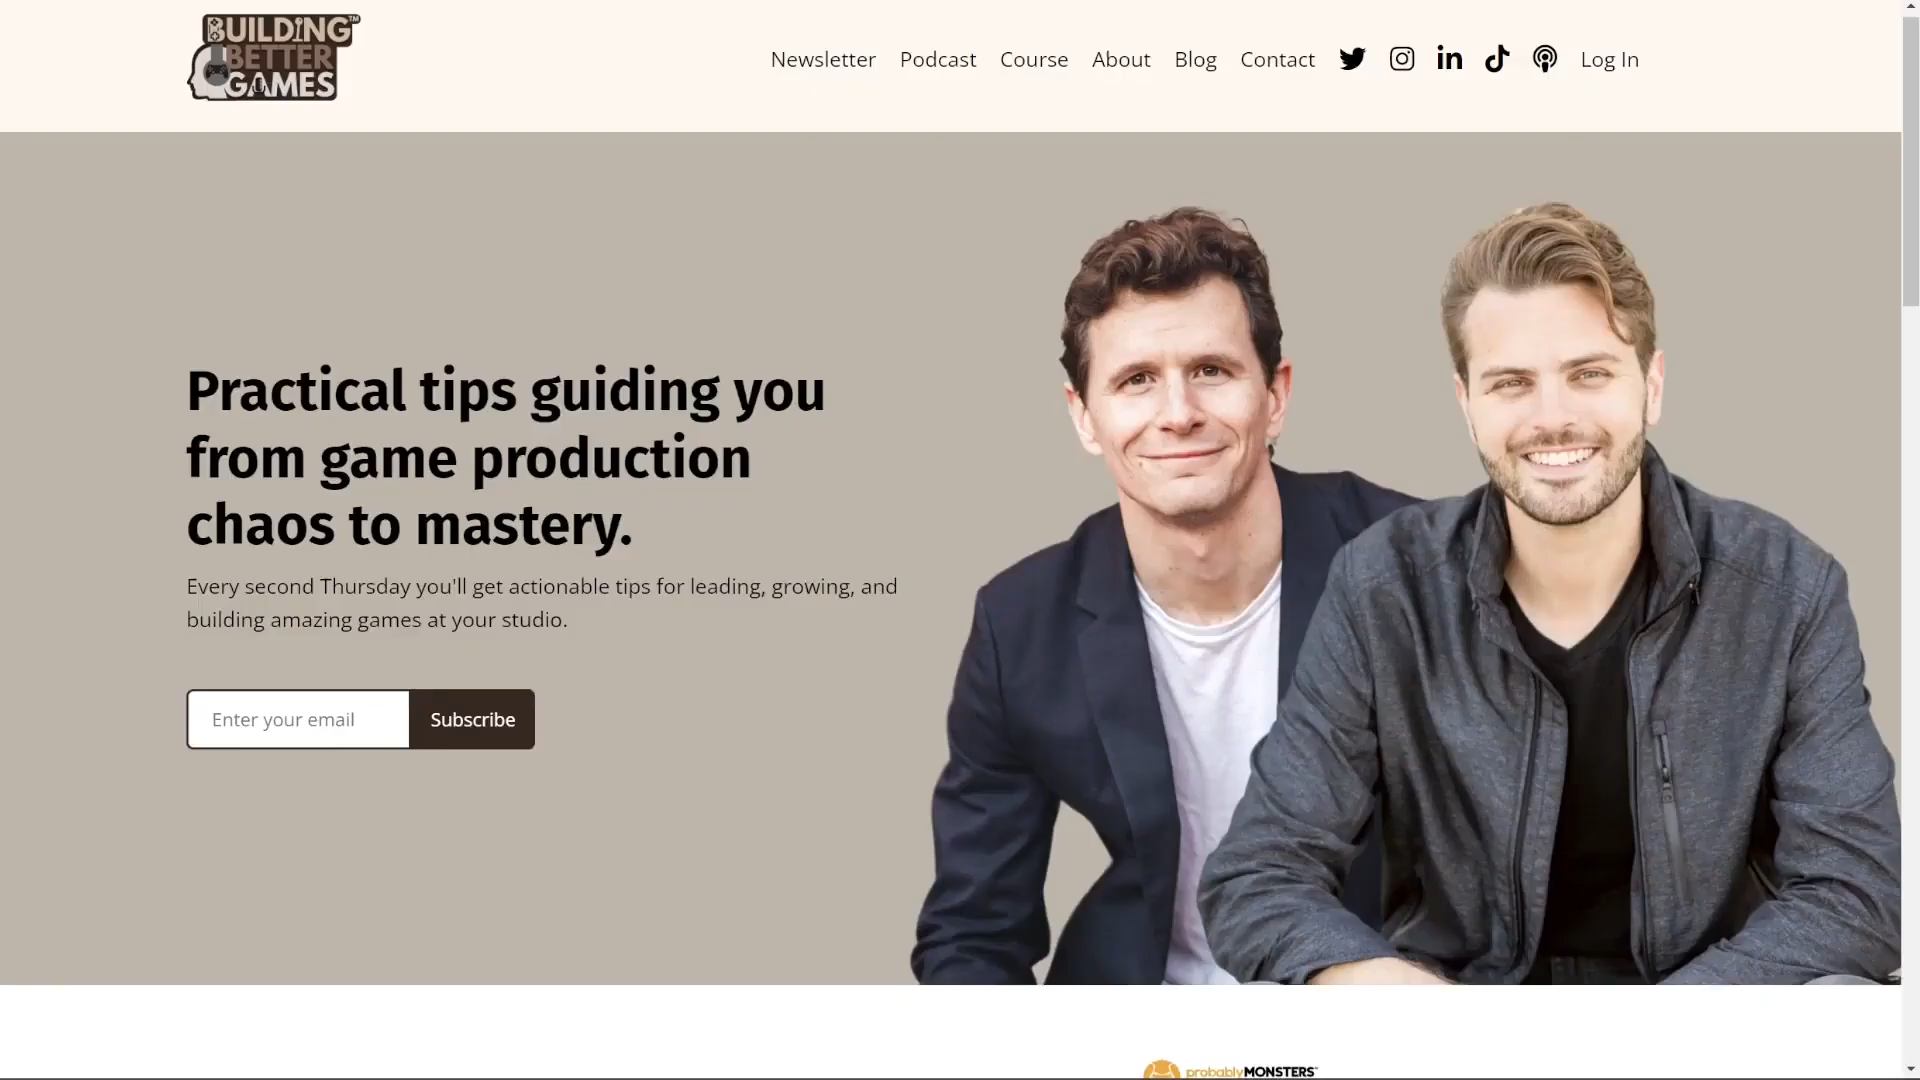 BUILDING™
BETTER
GAMES
Newsletter Podcast Course About Blog Contact Log In
Practical tips guiding you
from game production
chaos to mastery.
Every second Thursday you'll get actionable tips for leading, growing, and
building amazing games at your studio.
Enter your email Subscribe
probablyMONSTERS™